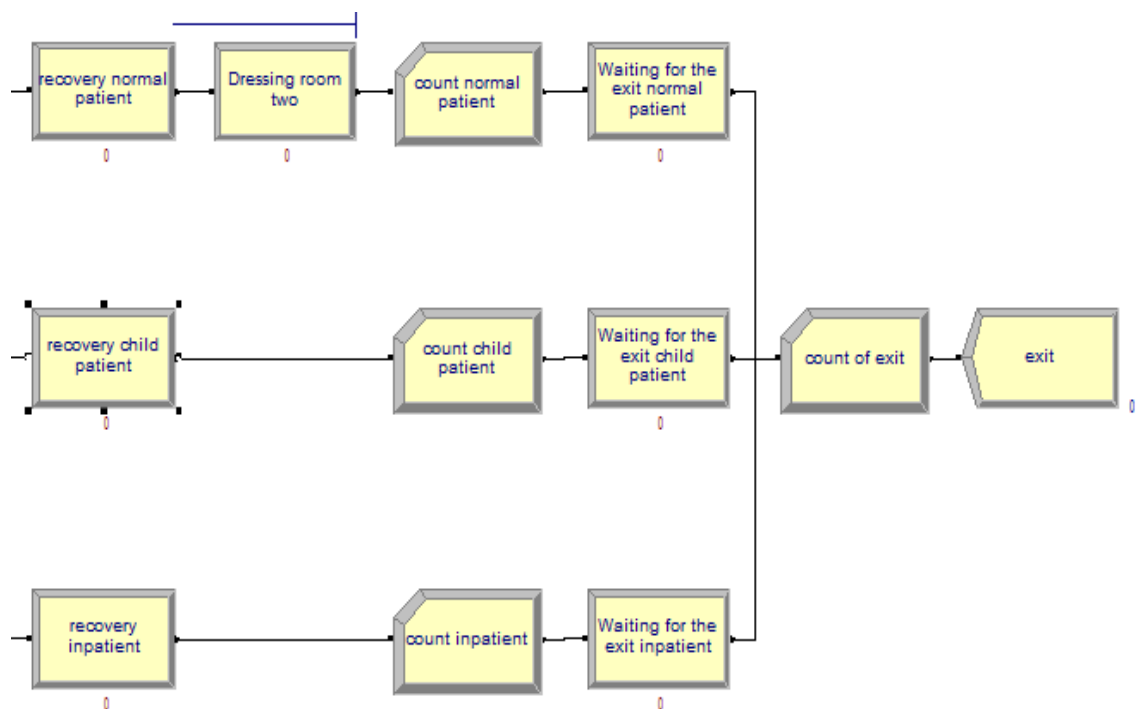 recovery normal
patient
0
Dressing room
two
0
count normal
patient
Waiting for the
exit normal
patient
0
recovery child
patient
0
count child
patient
Waiting for the
exit child
patient
0
count of exit
exit
0
recovery
inpatient
0
count inpatient
Waiting for the
exit inpatient
0